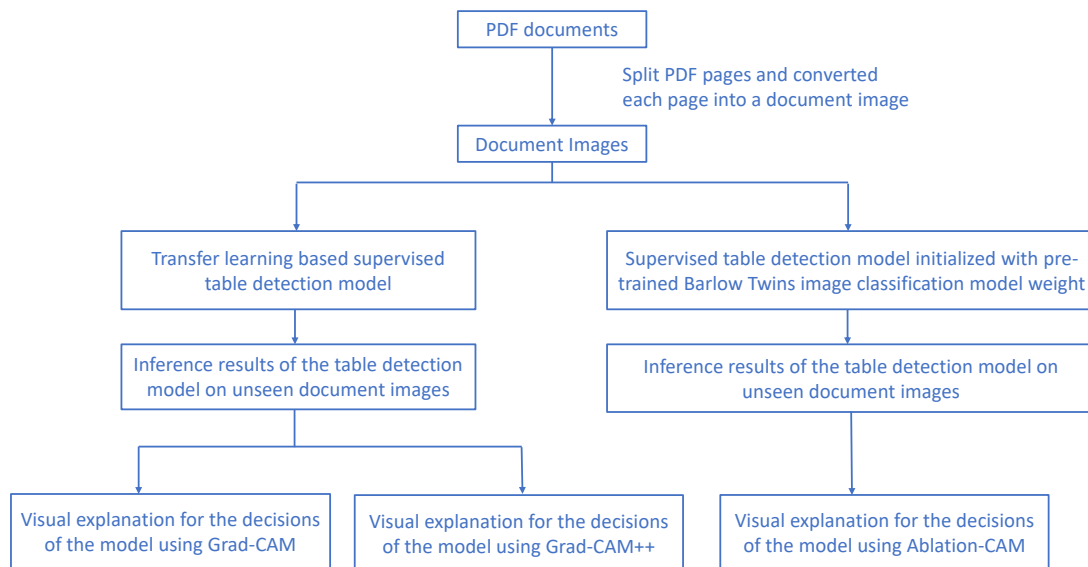 PDF documents
Split PDF pages and converted
each page into a document image
Document Images
Transfer learning based supervised
table detection model
Supervised table detection model initialized with pre-
trained Barlow Twins image classification model weight
Inference results of the table detection
model on unseen document images
Inference results of the table detection model on
unseen document images
Visual explanation for the decisions
of the model using Grad-CAM
Visual explanation for the decisions
of the model using Grad-CAM++
Visual explanation for the decisions
of the model using Ablation-CAM